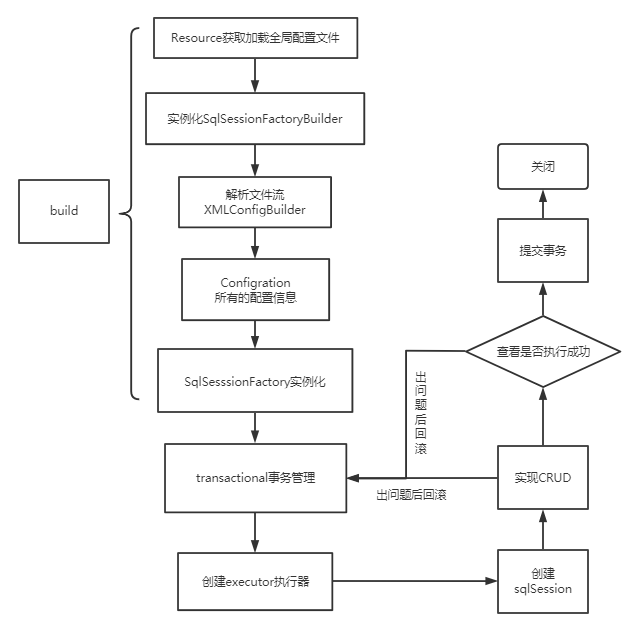 Resource获取加载全局配置文件
实例化SqlSessionFactoryBuilder
build
解析文件流
XMLConfigBuilder
Configration
所有的配置信息
SqlSesssionFactory实例化
transactional事务管理
创建executor执行器
创建
sqlSession
实现CRUD
出问题后回滚
查看是否执行成功
出
问
题
后
回
滚
提交事务
关闭